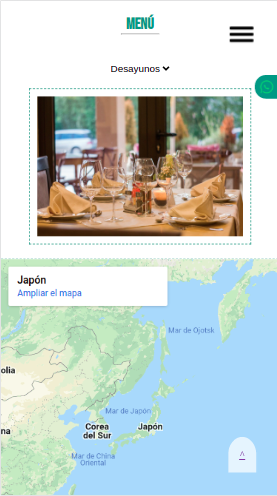 MENÚ
Desayunos
Japón
Ampliar el mapa
Mar de Ojotsk
olia
Mar de Japón
na
Corea
del Sur
Japón
Mar de China
Oriental
^